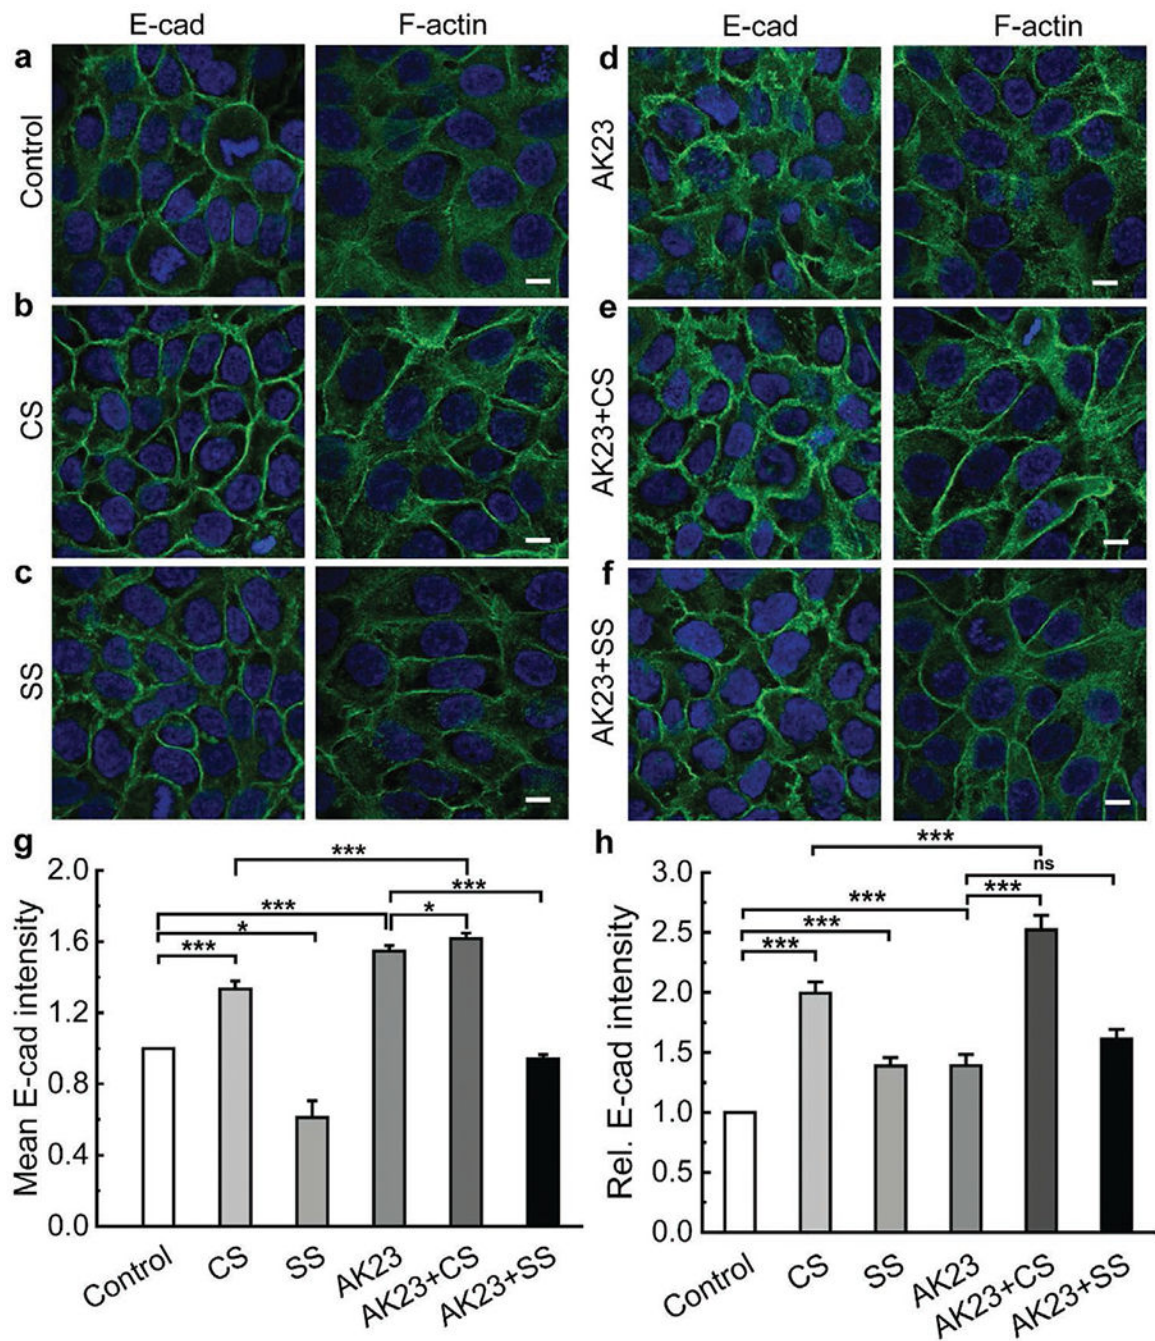 E-cad F-actin E-cad F-actin
a Control
d AK23
b CS
e AK23+CS
c SS
f AK23+SS
g
*** 
***
*** *
*
***
Mean E-cad intensity
2.0
1.6
1.2
0.8
0.4
0.0
Control CS SS AK23 AK23+CS AK23+SS
h
***
ns
*** ***
***
***
Rel. E-cad intensity
3.0
2.5
2.0
1.5
1.0
0.5
0.0
Control CS SS AK23 AK23+CS AK23+SS